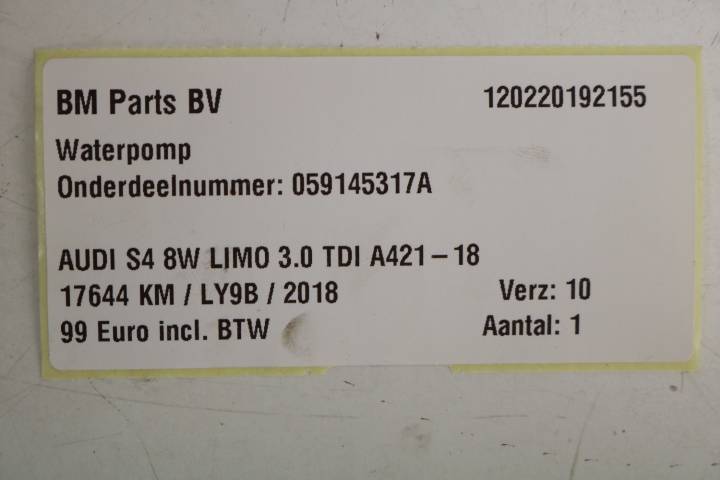 BM Parts BV 120220192155
Waterpomp
Onderdeelnummer: 059145317A
AUDI S4 8W LIMO 3.0 TDI A421-18
17644 KM / LY9B / 2018 Verz: 10
99 Euro incl. BTW Aantal: 1